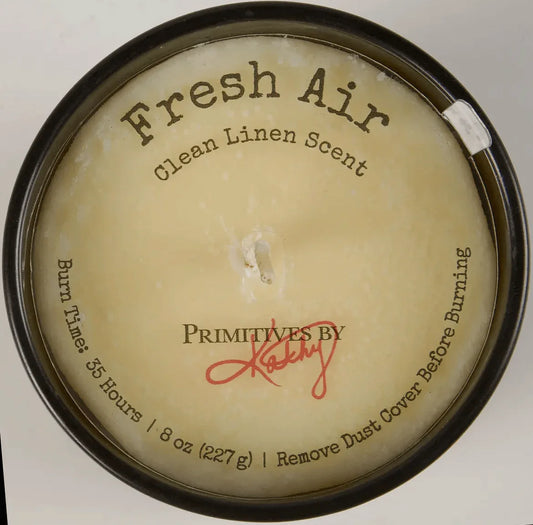 Fresh Air
Clean Linen Scent
PRIMITIVES BY
Kathy
Burn Time: 35 Hours | 8 oz (227 g) | Remove Dust Cover Before Burning